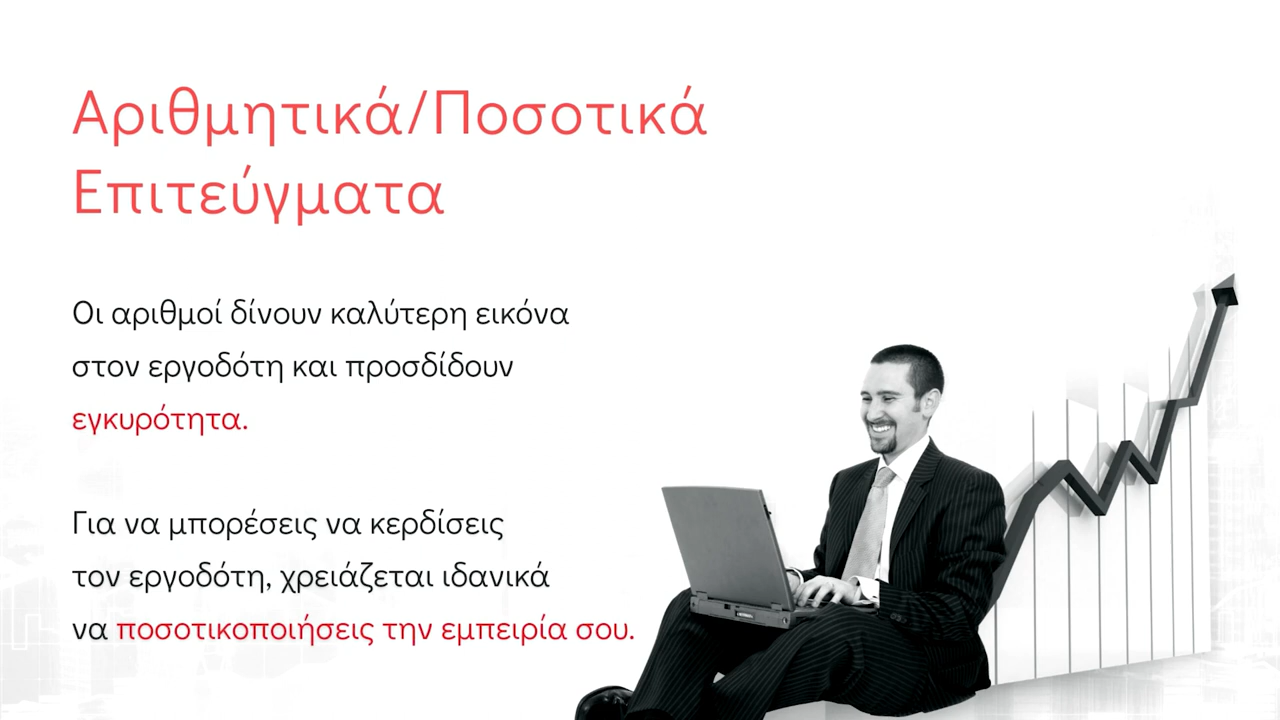 Αριθμητικά/Ποσοτικά
Επιτεύγματα
Οι αριθμοί δίνουν καλύτερη εικόνα
στον εργοδότη και προσδίδουν
εγκυρότητα.
Για να μπορέσεις να κερδίσεις
τον εργοδότη, χρειάζεται ιδανικά
να ποσοτικοποιήσεις την εμπειρία σου.